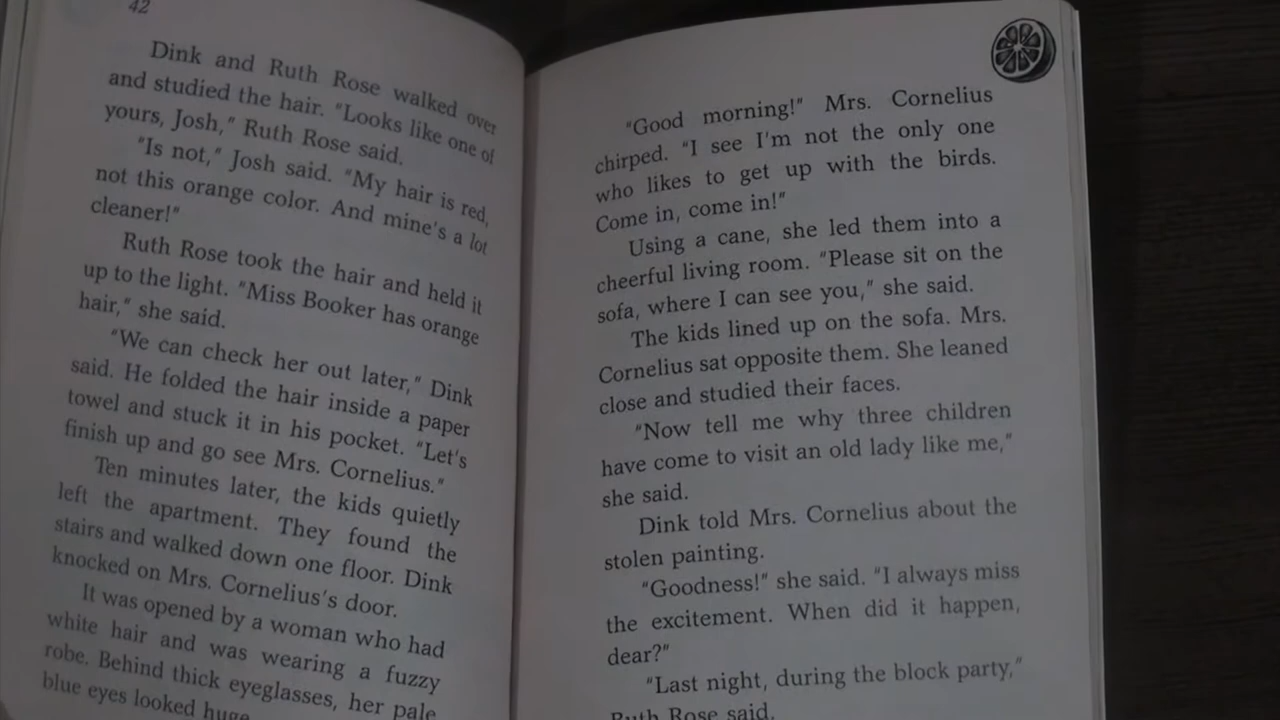 42
Dink and Ruth Rose walked over
and studied the hair. "Looks like one of
yours, Josh," Ruth Rose said.
"Is not," Josh said. "My hair is red,
not this orange color. And mine's a lot
cleaner!"
Ruth Rose took the hair and held it
up to the light. "Miss Booker has orange
hair," she said.
"We can check her out later," Dink
said. He folded the hair inside a paper
towel and stuck it in his pocket. "Let's
finish up and go see Mrs. Cornelius."
Ten minutes later, the kids quietly
left the apartment. They found the
stairs and walked down one floor. Dink
knocked on Mrs. Cornelius's door.
It was opened by a woman who had
white hair and was wearing a fuzzy
robe. Behind thick eyeglasses, her pale
blue eyes looked huge
"Good morning!" Mrs. Cornelius
chirped. "I see I'm not the only one
who likes to get up with the birds.
Come in, come in!"
Using a cane, she led them into a
cheerful living room. "Please sit on the
sofa, where I can see you," she said.
The kids lined up on the sofa. Mrs.
Cornelius sat opposite them. She leaned
close and studied their faces.
"Now tell me why three children
have come to visit an old lady like me,"
she said.
Dink told Mrs. Cornelius about the
stolen painting.
"Goodness!" she said. "I always miss
the excitement. When did it happen,
dear?"
"Last night, during the block party,"
Ruth Rose said.